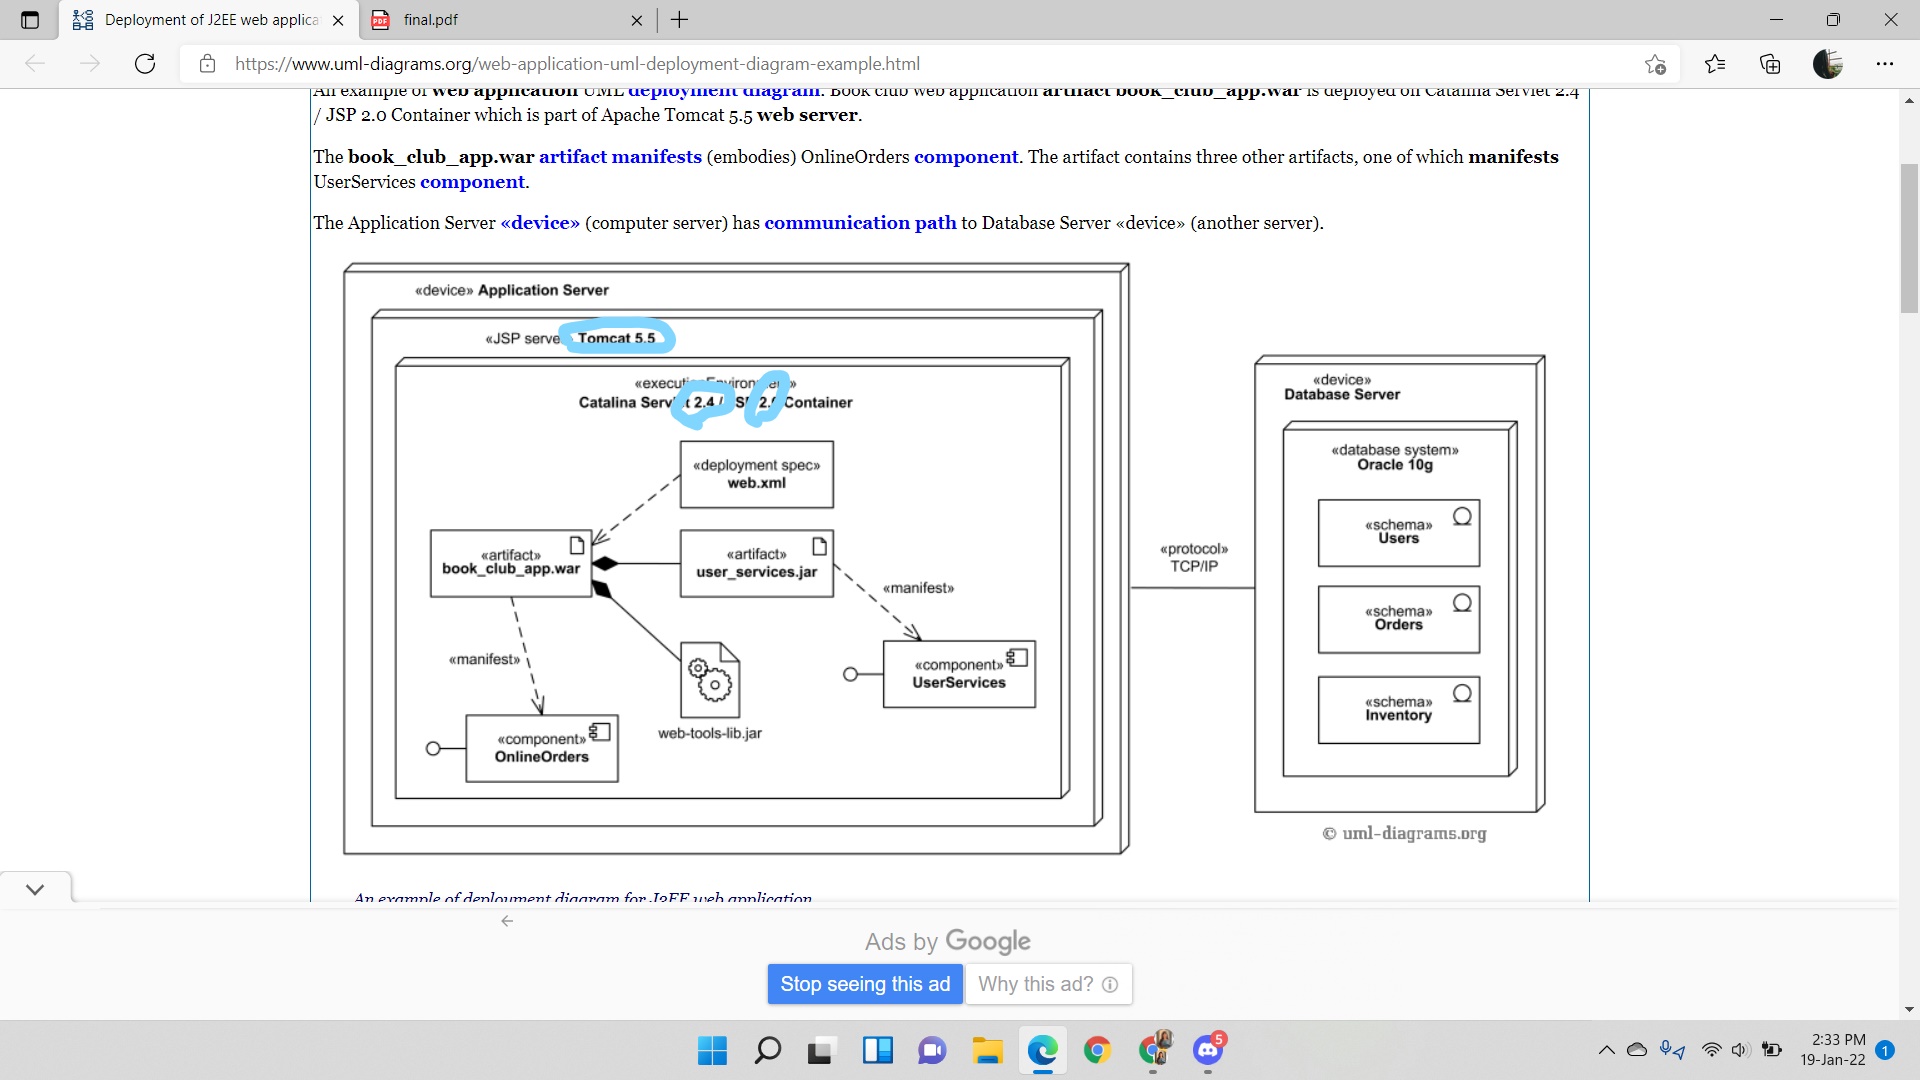 Deployment of J2EE web applica
final.pdf
https://www.uml-diagrams.org/web-application-uml-deployment-diagram-example.html
An example of web application UML deployment diagram. Book club web application artifact book_club_app.war is deployed on Catalina Servlet 2.4
/ JSP 2.0 Container which is part of Apache Tomcat 5.5 web server.
The book_club_app.war artifact manifests (embodies) OnlineOrders component. The artifact contains three other artifacts, one of which manifests
UserServices component.
The Application Server «device» (computer server) has communication path to Database Server «device» (another server).
«device» Application Server
«JSP serve Tomcat 5.5
«executionEnvironment»
Catalina Servlet 2.4 / JSP 2.0 Container
«deployment spec»
web.xml
«artifact»
book_club_app.war
«artifact»
user_services.jar
«manifest»
«manifest»
«component»
UserServices
web-tools-lib.jar
«component»
OnlineOrders
«protocol»
TCP/IP
«device»
Database Server
«database system»
Oracle 10g
«schema»
Users
«schema»
Orders
«schema»
Inventory
© uml-diagrams.org
An example of deployment diagram for J2EE web application
Ads by Google
Stop seeing this ad
Why this ad?
5
2:33 PM
19-Jan-22
1